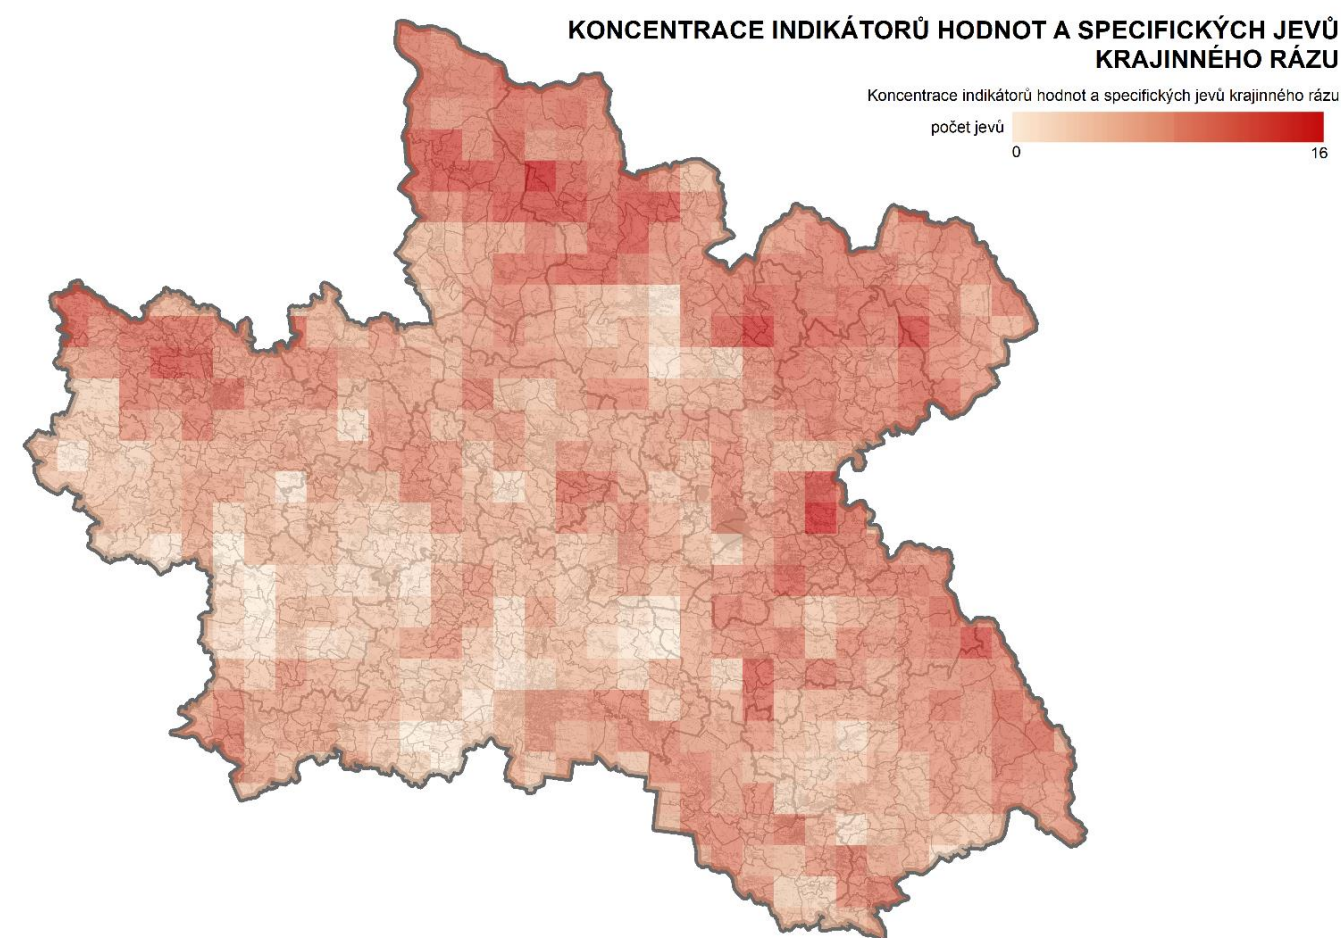 KONCENTRACE INDIKÁTORŮ HODNOT A SPECIFICKÝCH JEVŮ
KRAJINNÉHO RÁZU
Koncentrace indikátorů hodnot a specifických jevů krajinného rázu
počet jevů
0
16